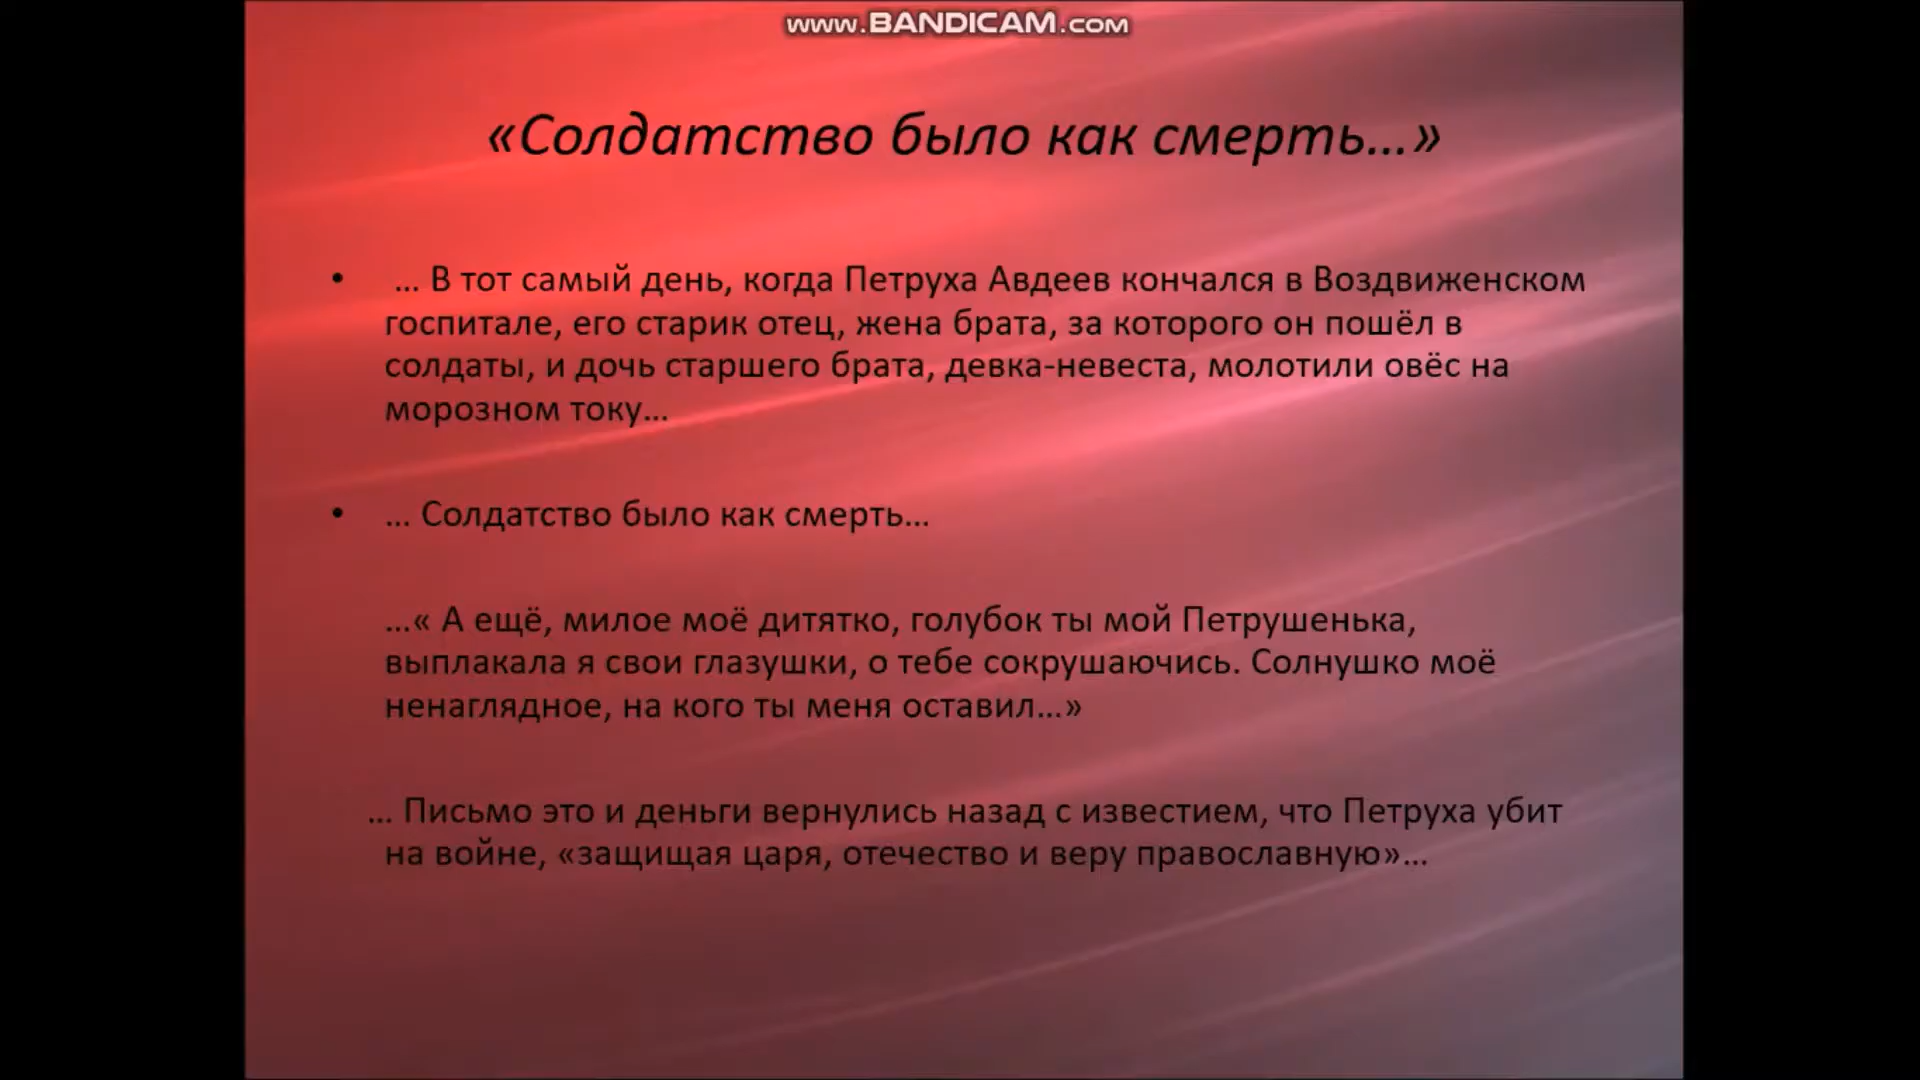 www.BANDICAM.com
«Солдатство было как смерть…»
• … В тот самый день, когда Петруха Авдеев кончался в Воздвиженском
госпитале, его старик отец, жена брата, за которого он пошёл в
солдаты, и дочь старшего брата, девка-невеста, молотили овёс на
морозном току…
• … Солдатство было как смерть…
…« А ещё, милое моё дитятко, голубок ты мой Петрушенька,
выплакала я свои глазушки, о тебе сокрушаючись. Солнушко моё
ненаглядное, на кого ты меня оставил…»
… Письмо это и деньги вернулись назад с известием, что Петруха убит
на войне, «защищая царя, отечество и веру православную»…